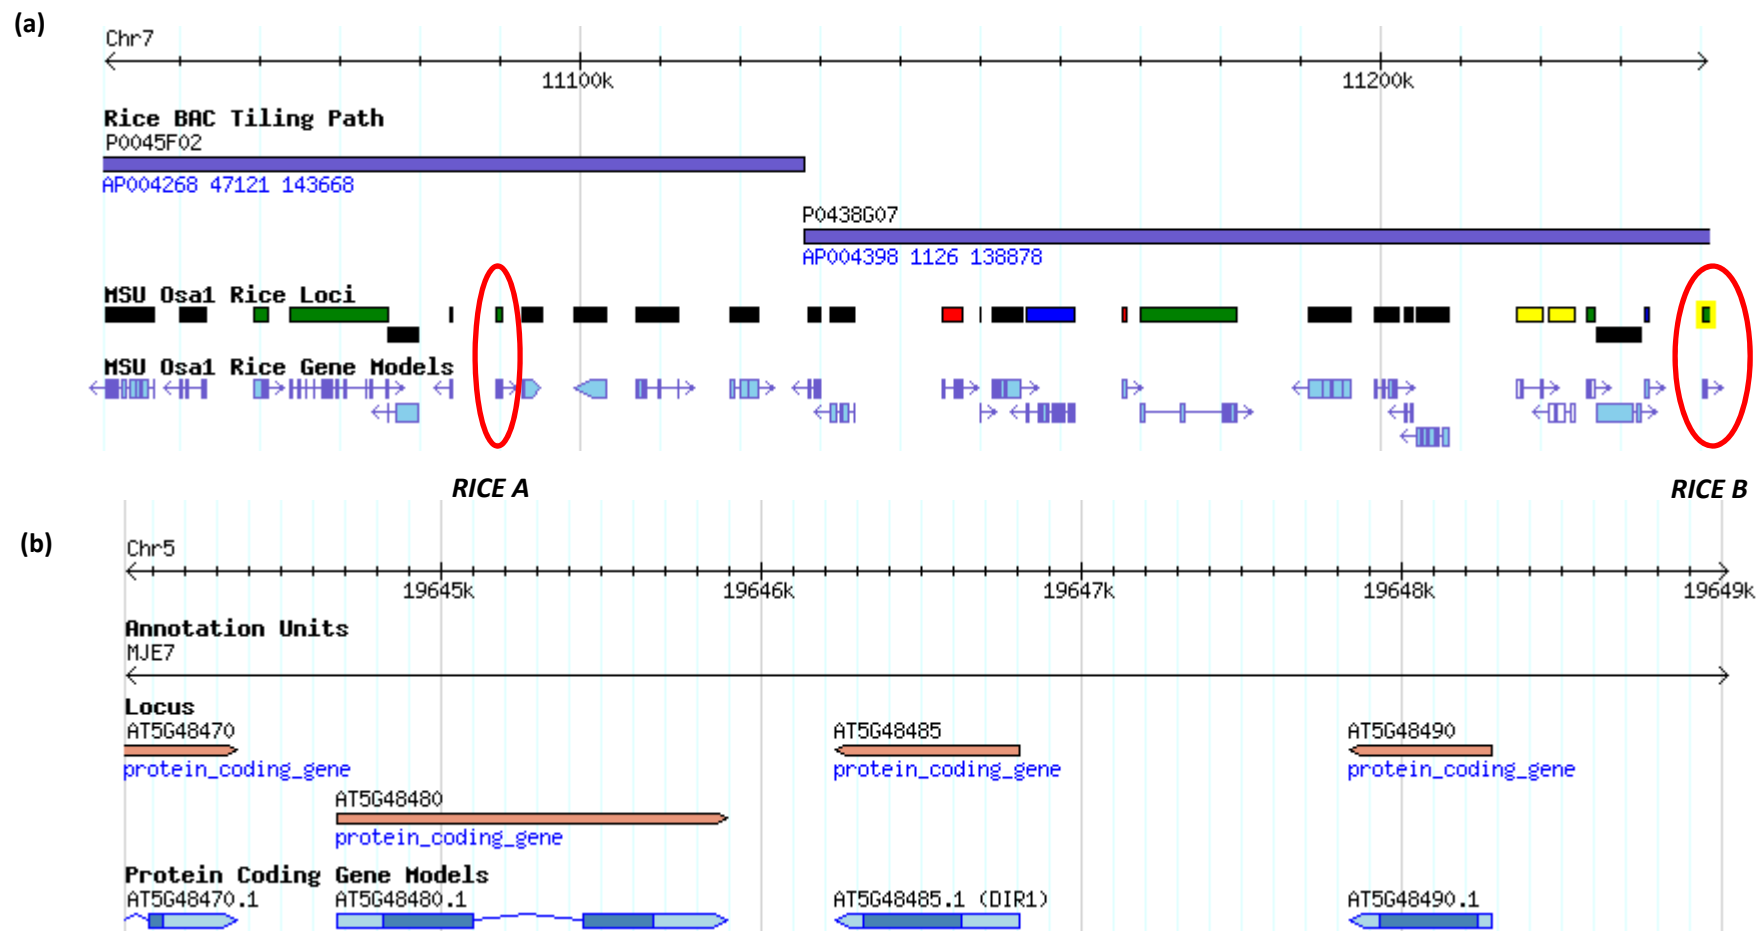 (a)
Chr7
11100k
11200k
Rice BAC Tiling Path
P0045F02
AP004268 47121 143668
P0438G07
AP004398 1126 138878
MSU Osa1 Rice Loci
MSU Osa1 Rice Gene Models
RICE A
RICE B
(b)
Chr5
19645k
19646k
19647k
19648k
19649k
Annotation Units
MJE7
Locus
AT5G48470
AT5G48485
AT5G48490
protein_coding_gene
protein_coding_gene
protein_coding_gene
AT5G48480
protein_coding_gene
Protein Coding Gene Models
AT5G48470.1
AT5G48480.1
AT5G48485.1 (DIR1)
AT5G48490.1